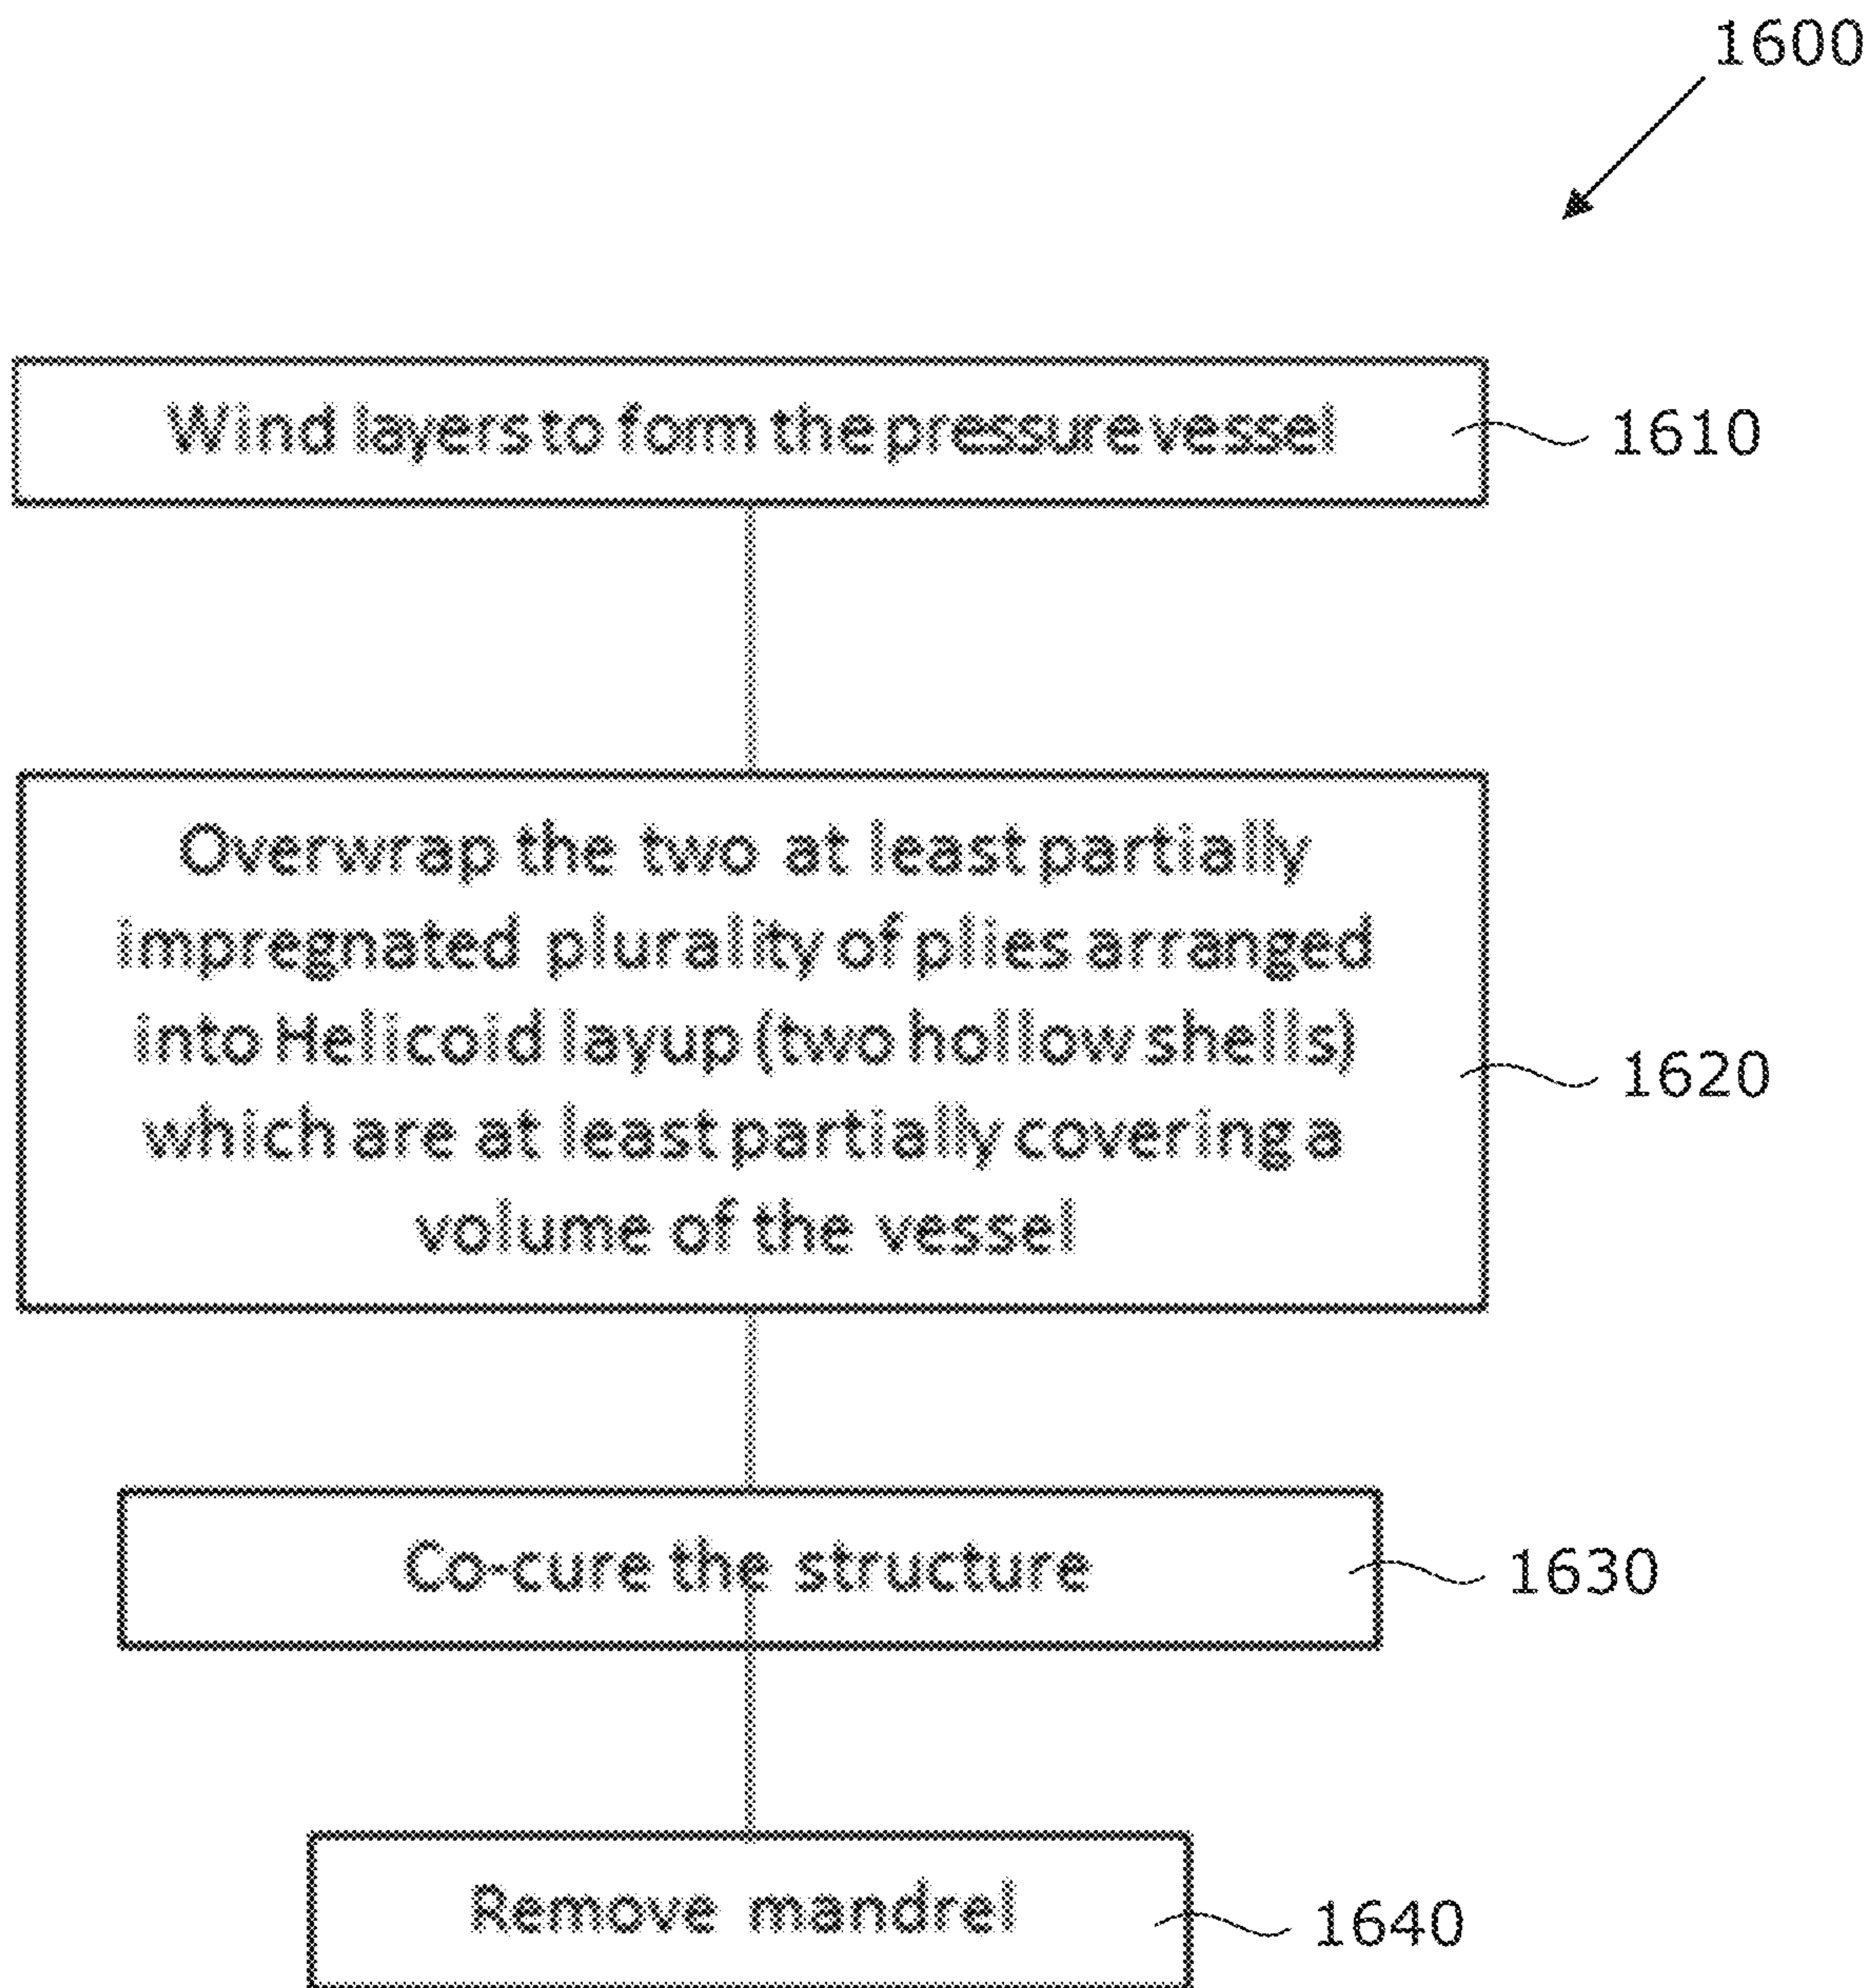 1600
Wind layers to form the pressure vessel
1610
Overwrap the two at least partially
impregnated plurality of plies arranged
into Helicoid layup (two hollow shells)
which are at least partially covering a
volume of the vessel
1620
Co-cure the structure
1630
Remove mandrel
1640